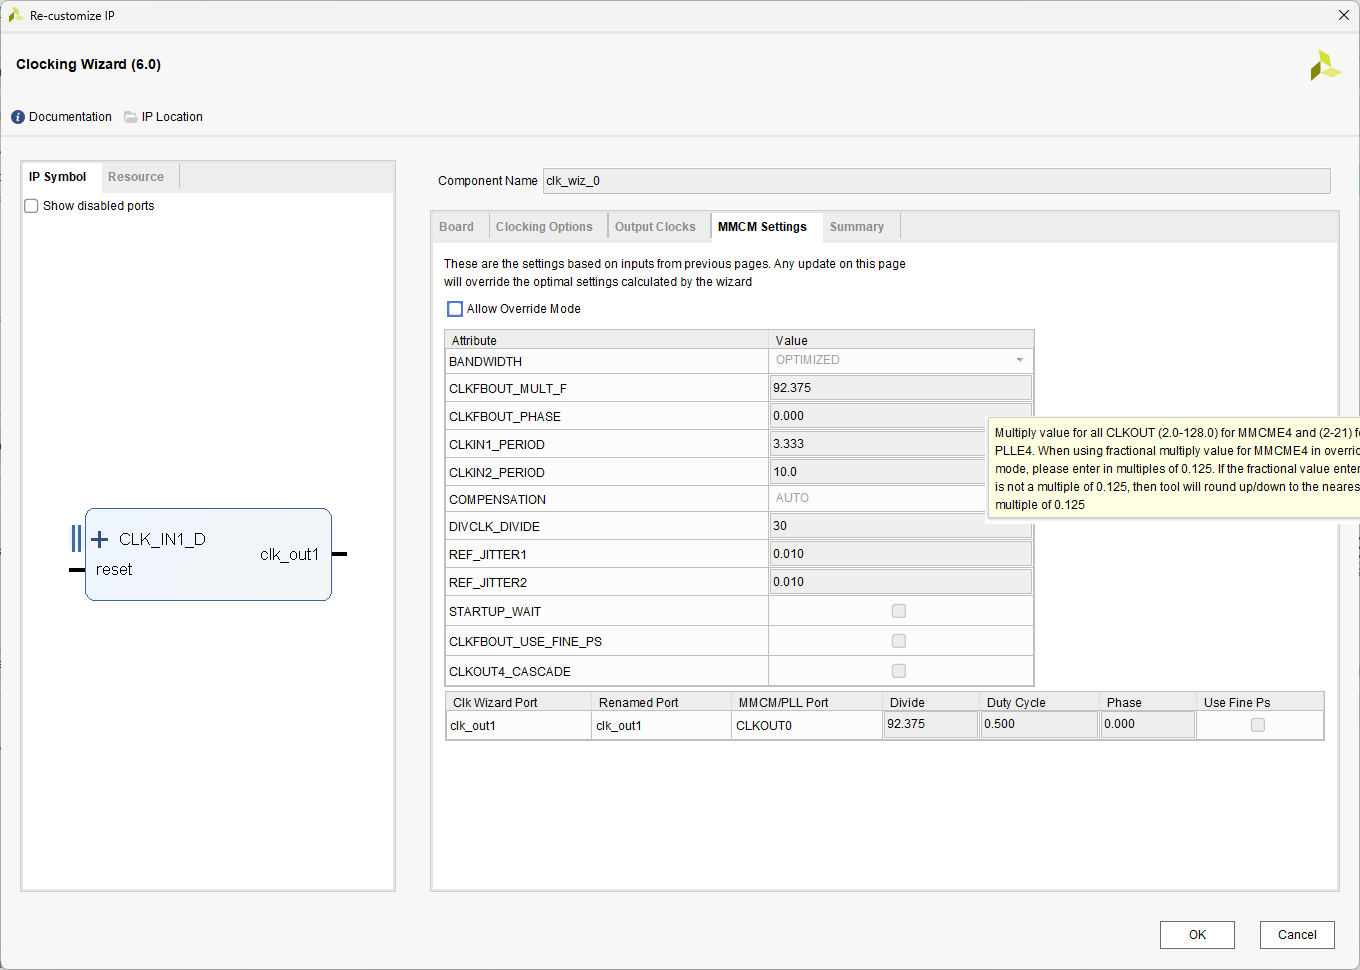 Re-customize IP
Clocking Wizard (6.0)
Documentation IP Location
IP Symbol Resource
Show disabled ports
CLK_IN1_D
reset
clk_out1
Component Name clk_wiz_0
Board Clocking Options Output Clocks MMCM Settings Summary
These are the settings based on inputs from previous pages. Any update on this page
will override the optimal settings calculated by the wizard
Allow Override Mode
Attribute Value
BANDWIDTH OPTIMIZED
CLKFBOUT_MULT_F 92.375
CLKFBOUT_PHASE 0.000
CLKIN1_PERIOD 3.333
CLKIN2_PERIOD 10.0
COMPENSATION AUTO
DIVCLK_DIVIDE 30
REF_JITTER1 0.010
REF_JITTER2 0.010
STARTUP_WAIT
CLKFBOUT_USE_FINE_PS
CLKOUT4_CASCADE
Multiply value for all CLKOUT (2.0-128.0) for MMCME4 and (2-21) f
PLLE4. When using fractional multiply value for MMCME4 in overri
mode, please enter in multiples of 0.125. If the fractional value enter
is not a multiple of 0.125, then tool will round up/down to the neares
multiple of 0.125
Clk Wizard Port Renamed Port MMCM/PLL Port Divide Duty Cycle Phase Use Fine Ps
clk_out1 clk_out1 CLKOUT0 92.375 0.500 0.000
OK Cancel